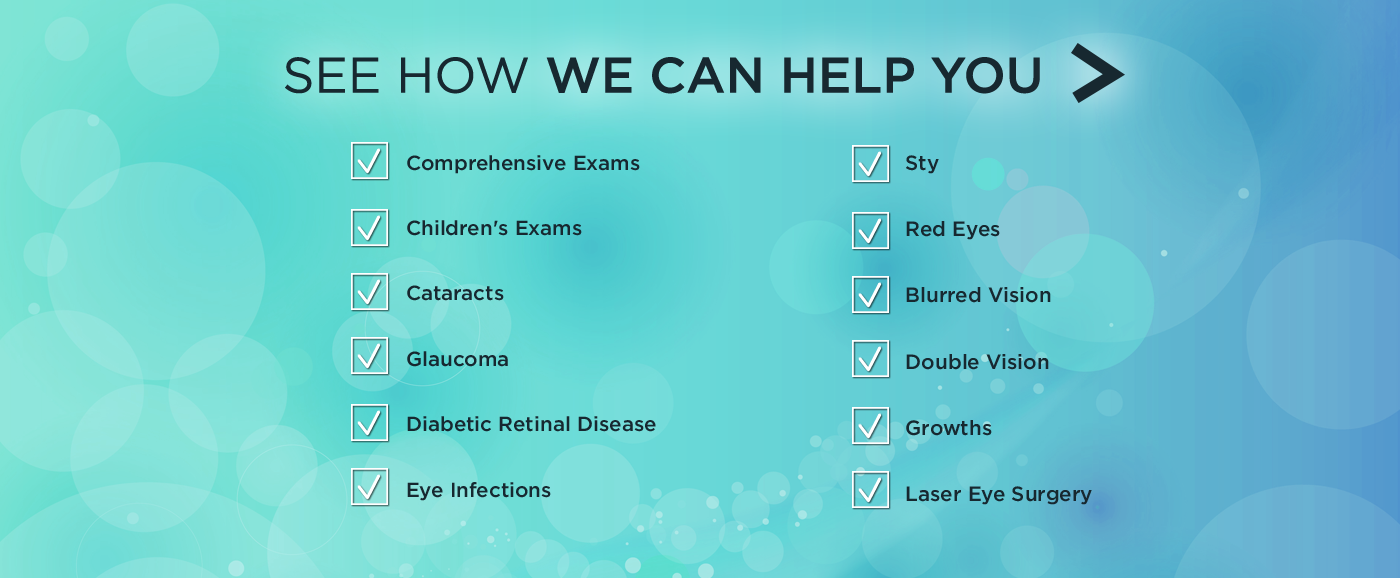 SEE HOW WE CAN HELP YOU
Comprehensive Exams
Children's Exams
Cataracts
Glaucoma
Diabetic Retinal Disease
Eye Infections
Sty
Red Eyes
Blurred Vision
Double Vision
Growths
Laser Eye Surgery